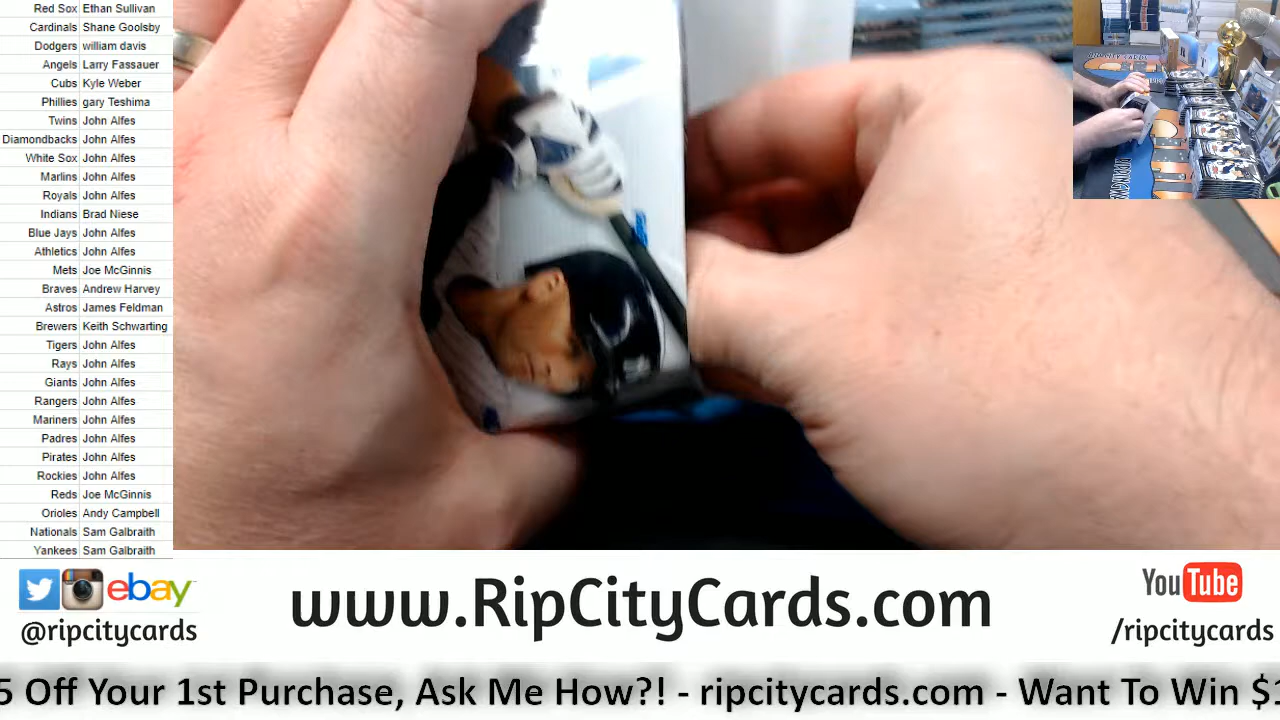 Red Sox Ethan Sullivan
Cardinals Shane Goolsby
Dodgers william davis
Angels Larry Fassauer
Cubs Kyle Weber
Phillies gary Teshima
Twins John Alfes
Diamondbacks John Alfes
White Sox John Alfes
Marlins John Alfes
Royals John Alfes
Indians Brad Niese
Blue Jays John Alfes
Athletics John Alfes
Mets Joe McGinnis
Braves Andrew Harvey
Astros James Feldman
Brewers Keith Schwarting
Tigers John Alfes
Rays John Alfes
Giants John Alfes
Rangers John Alfes
Mariners John Alfes
Padres John Alfes
Pirates John Alfes
Rockies John Alfes
Reds Joe McGinnis
Orioles Andy Campbell
Nationals Sam Galbraith
Yankees Sam Galbraith
ebay
@ripcitycards
www.RipCityCards.com
YouTube
/ripcitycards
5 Off Your 1st Purchase, Ask Me How?! - ripcitycards.com - Want To Win $1